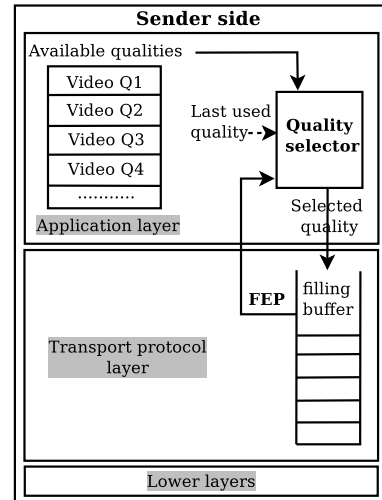 Sender side
Available qualities
Video Q1
Video Q2
Video Q3
Video Q4
...........
Application layer
Last used
quality
Quality
selector
Selected
quality
FEP
filling
buffer
Transport protocol
layer
Lower layers